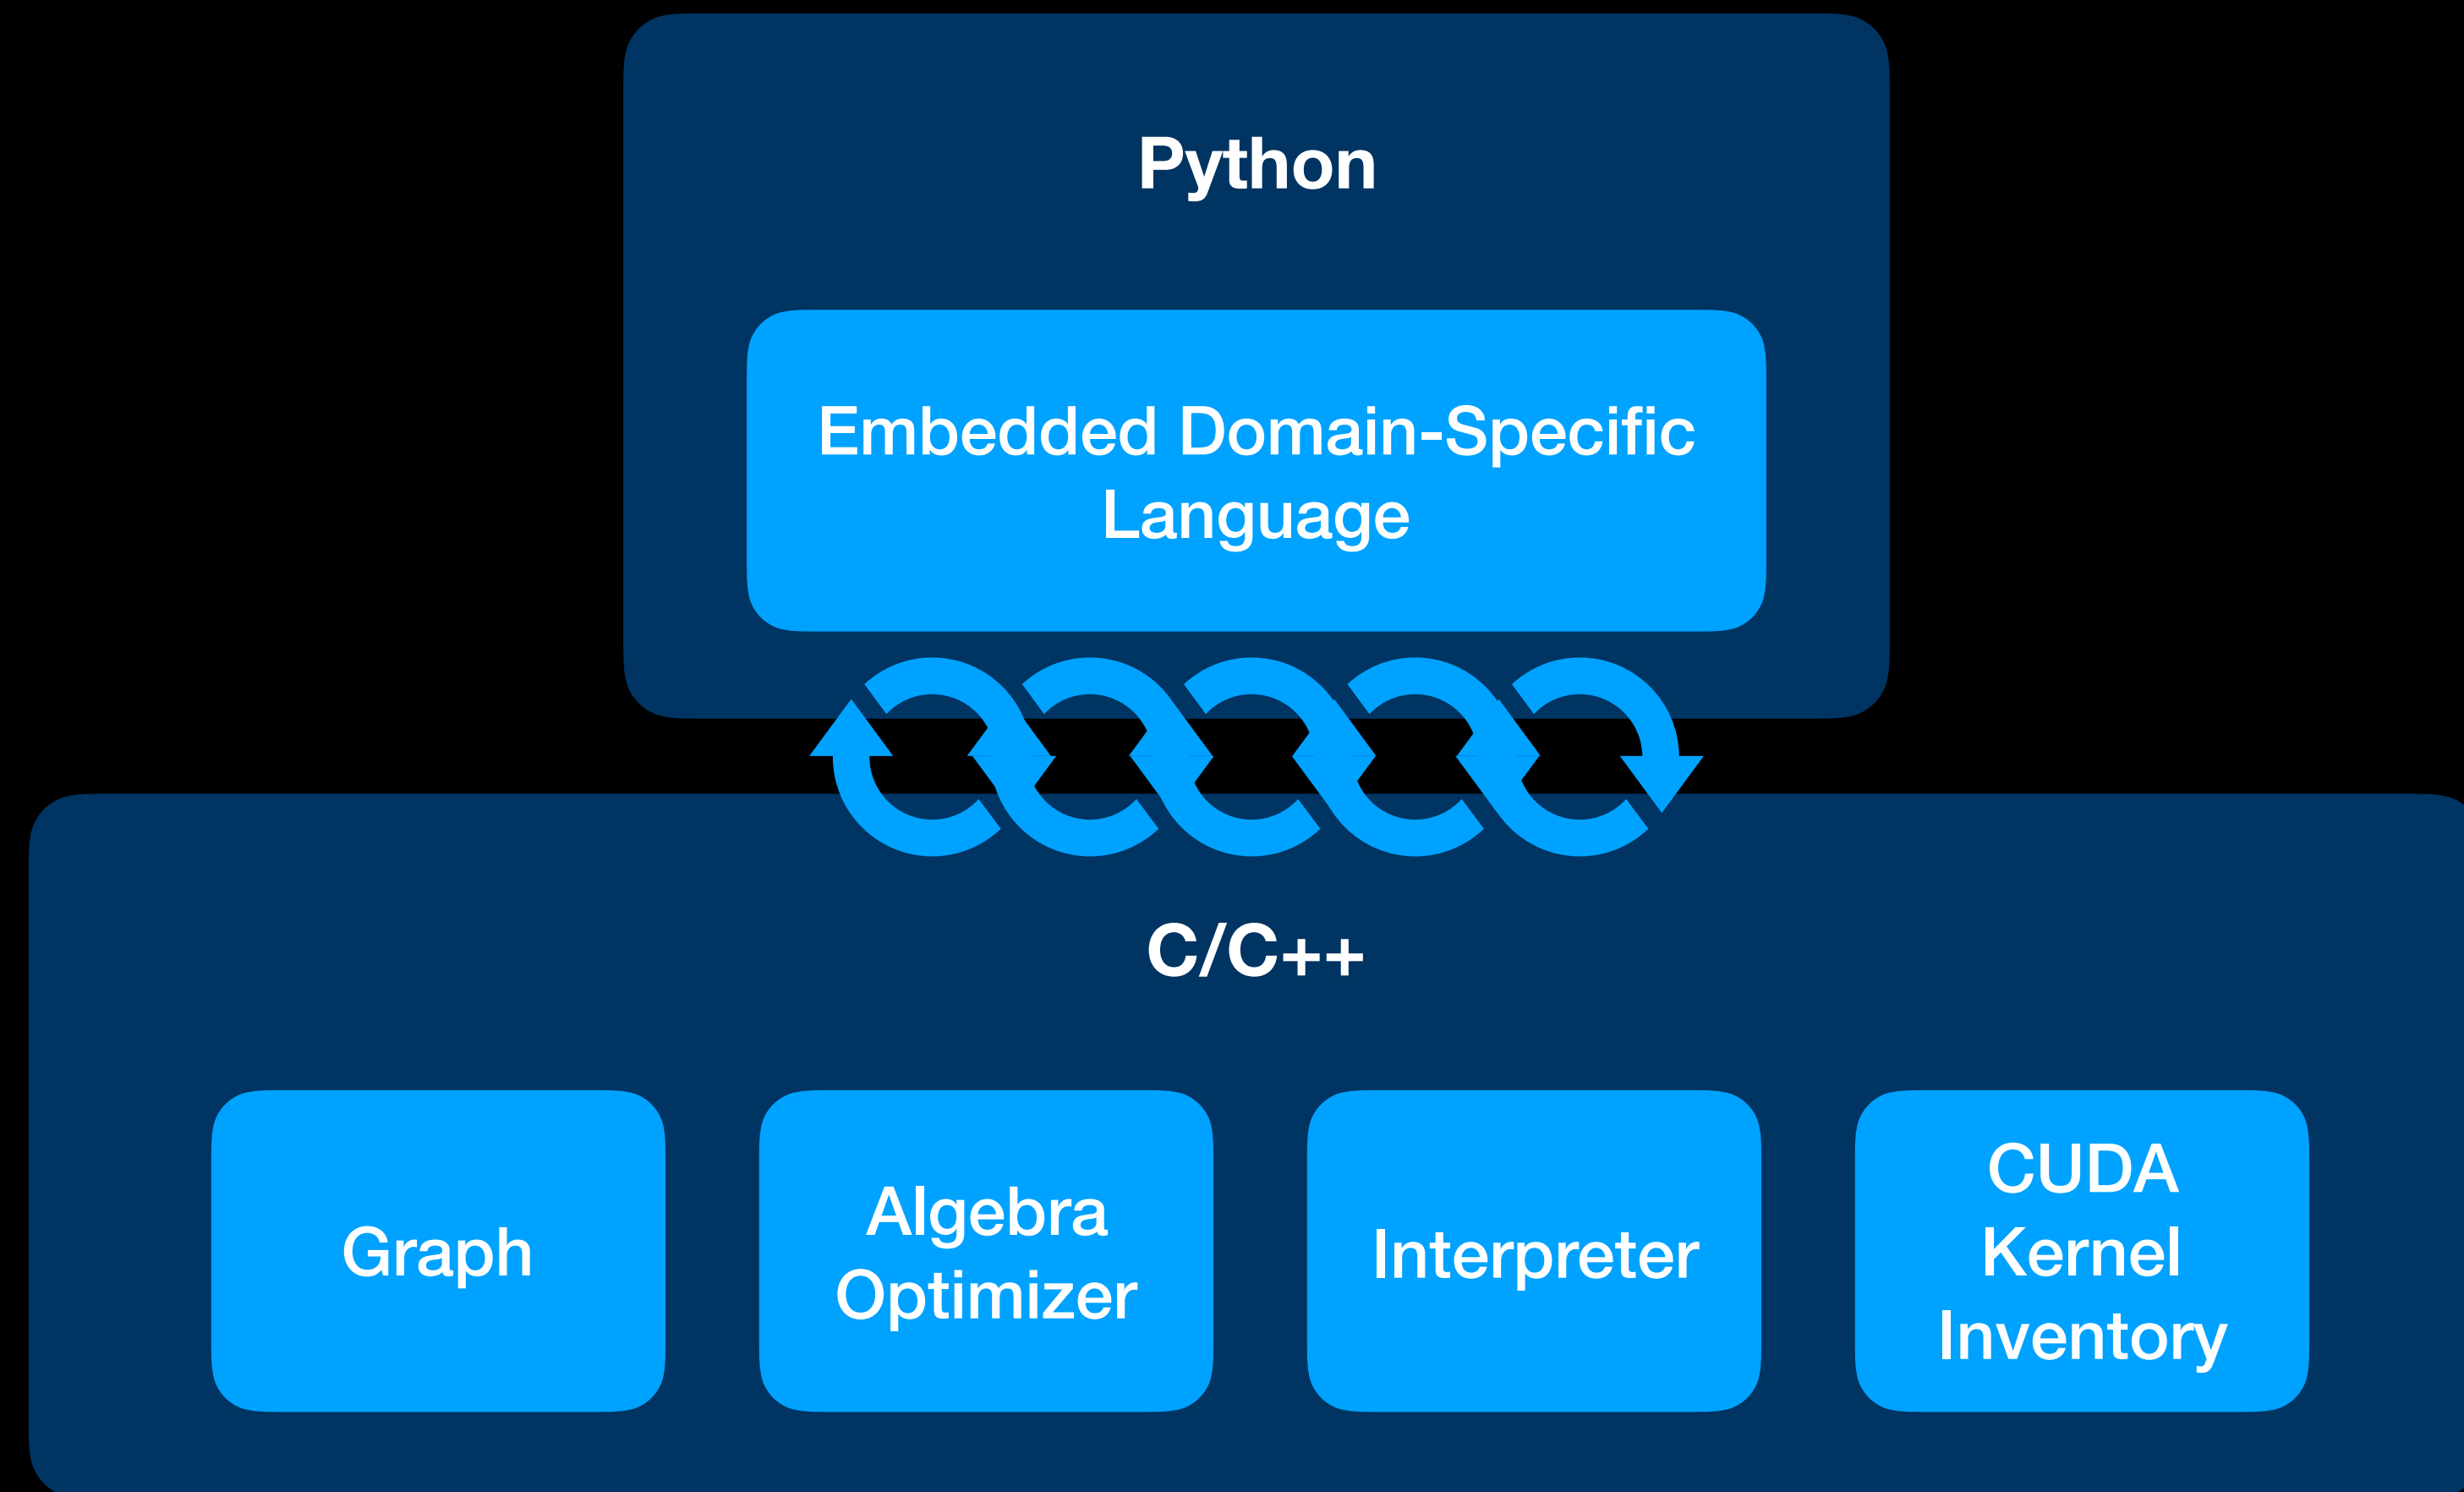 Python
Embedded Domain-Specific
Language
C/C++
Graph
Algebra
Optimizer
Interpreter
CUDA
Kernel
Inventory